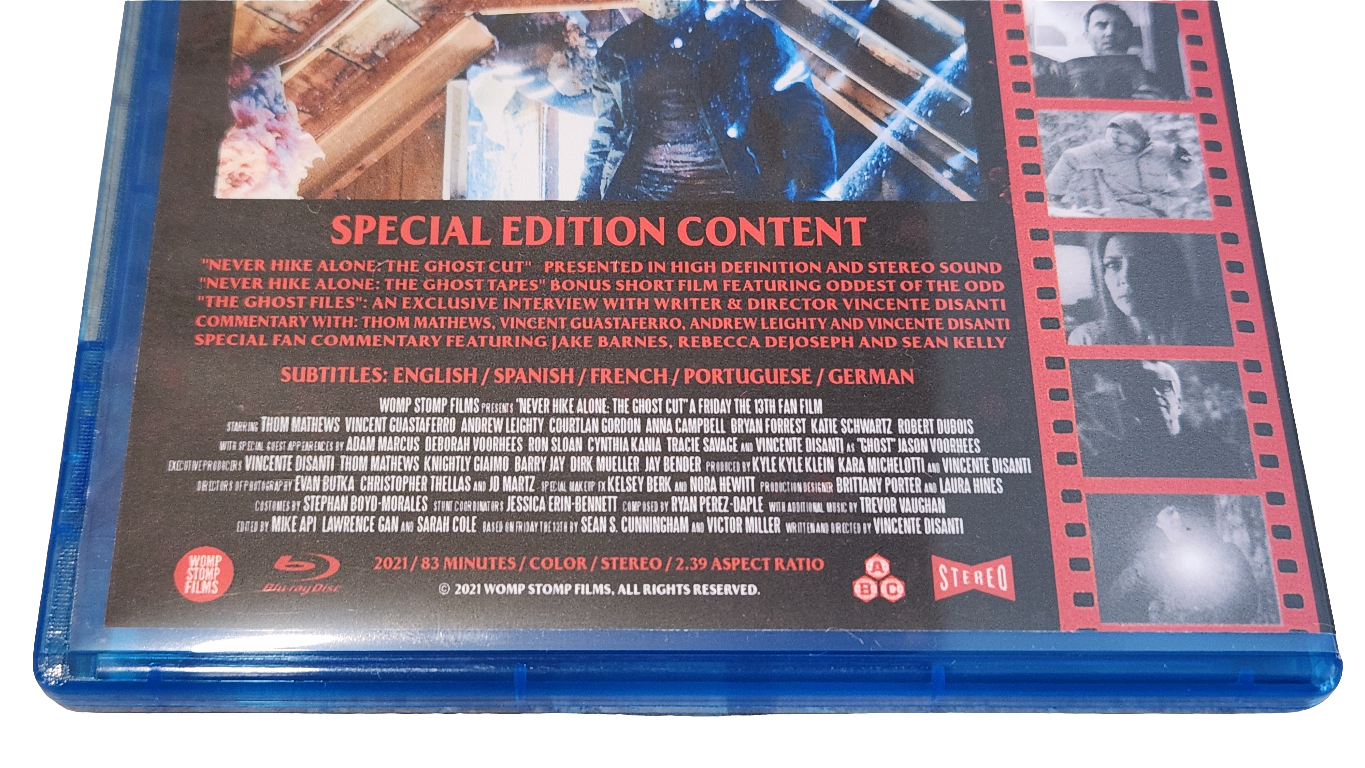 SPECIAL EDITION CONTENT
"NEVER HIKE ALONE: THE GHOST CUT" PRESENTED IN HIGH DEFINITION AND STEREO SOUND
"NEVER HIKE ALONE: THE GHOST TAPES" BONUS SHORT FILM FEATURING ODDEST OF THE ODD
"THE GHOST FILES": AN EXCLUSIVE INTERVIEW WITH WRITER & DIRECTOR VINCENTE DISANTI
COMMENTARY WITH: THOM MATHEWS, VINCENT GUASTAFERRO, ANDREW LEIGHTY AND VINCENTE DISANTI
SPECIAL FAN COMMENTARY FEATURING JAKE BARNES, REBECCA DEJOSEPH AND SEAN KELLY
SUBTITLES: ENGLISH / SPANISH / FRENCH / PORTUGUESE / GERMAN
WOMP STOMP FILMS PRESENTS "NEVER HIKE ALONE: THE GHOST CUT" A FRIDAY THE 13TH FAN FILM
STARRING THOM MATHEWS VINCENT GUASTAFERRO ANDREW LEIGHTY COURTLAN GORDON ANNA CAMPBELL BRYAN FORREST KATIE SCHWARTZ ROBERT DUBOIS
WITH SPECIAL GUEST APPEARENCES BY ADAM MARCUS DEBORAH VOORHEES RON SLOAN CYNTHIA KANIA TRACIE SAVAGE AND VINCENTE DISANTI AS "GHOST" JASON VOORHEES
EXECUTIVE PRODUCERS VINCENTE DISANTI THOM MATHEWS KNIGHTLY GIAIMO BARRY JAY DIRK MUELLER JAY BENDER PRODUCED BY KYLE KYLE KLEIN KARA MICHELOTTI AND VINCENTE DISANTI
DIRECTORS OF PHOTOGRAPHY EVAN BUTKA CHRISTOPHER THELLAS AND JD MARTZ SPECIAL MAKEUP FX KELSEY BERK AND NORA HEWITT PRODUCTION DESIGNER BRITTANY PORTER AND LAURA HINES
COSTUMES BY STEPHAN BOYD-MORALES STUNT COORDINATORS JESSICA ERIN-BENNETT COMPOSED BY RYAN PEREZ-DAPLE WITH ADDITIONAL MUSIC BY TREVOR VAUGHAN
EDITED BY MIKE API LAWRENCE GAN AND SARAH COLE BASED ON FRIDAY THE 13TH BY SEAN S. CUNNINGHAM AND VICTOR MILLER WRITTEN AND DIRECTED BY VINCENTE DISANTI
WOMP STOMP FILMS
Blu-ray Disc
2021 / 83 MINUTES / COLOR / STEREO / 2.39 ASPECT RATIO
© 2021 WOMP STOMP FILMS, ALL RIGHTS RESERVED.
A B C
STEREO